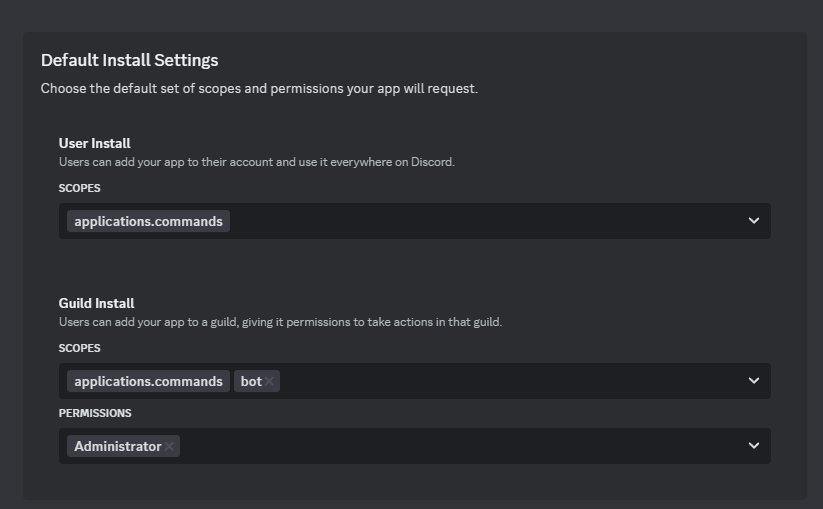 Default Install Settings
Choose the default set of scopes and permissions your app will request.
User Install
Users can add your app to their account and use it everywhere on Discord.
SCOPES
applications.commands
Guild Install
Users can add your app to a guild, giving it permissions to take actions in that guild.
SCOPES
applications.commands bot
PERMISSIONS
Administrator